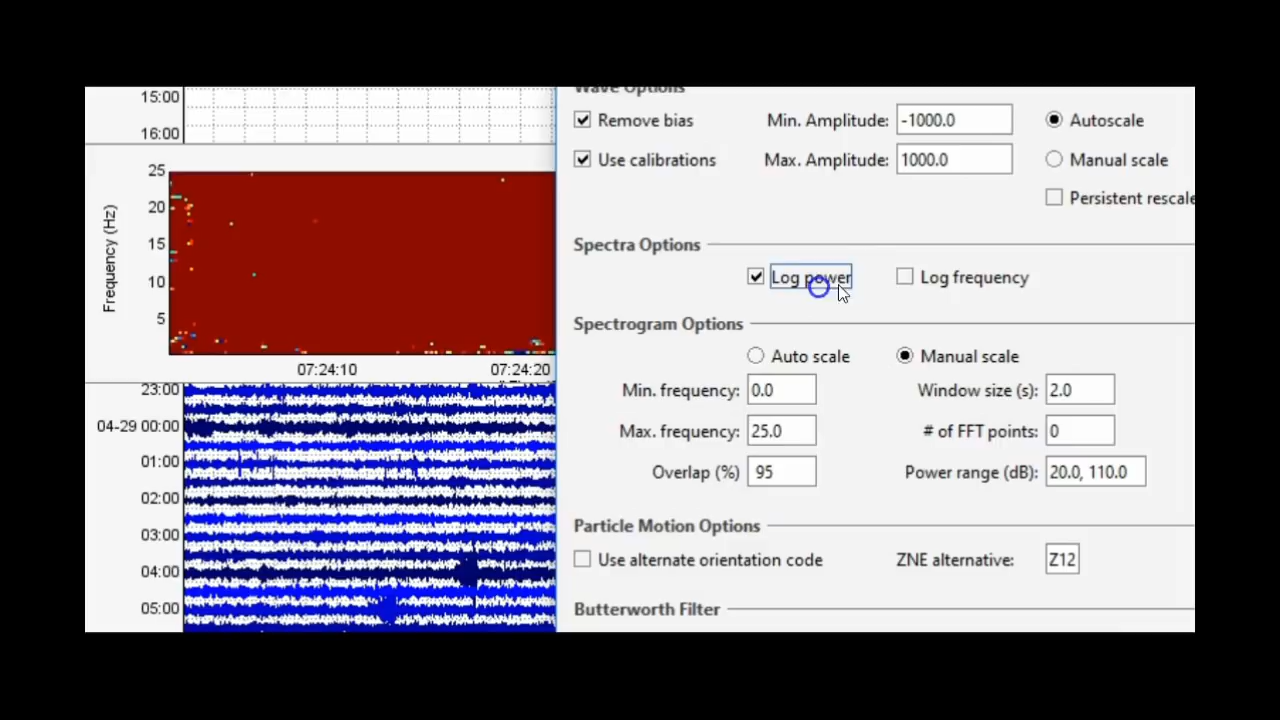 Wave Options
15:00
16:00
Remove bias Min. Amplitude: -1000.0 Autoscale
Use calibrations Max. Amplitude: 1000.0 Manual scale
Persistent rescale
Spectra Options
Log power Log frequency
Spectrogram Options
Auto scale Manual scale
Min. frequency: 0.0 Window size (s): 2.0
Max. frequency: 25.0 # of FFT points: 0
Overlap (%) 95 Power range (dB): 20.0, 110.0
Particle Motion Options
Use alternate orientation code ZNE alternative: Z12
Butterworth Filter
Frequency (Hz)
25
20
15
10
5
07:24:10 07:24:20
23:00
04-29 00:00
01:00
02:00
03:00
04:00
05:00